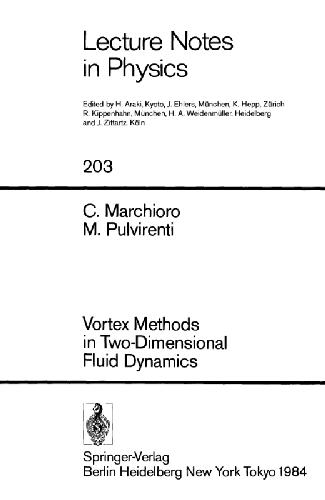 Lecture Notes
in Physics
Edited by H. Araki, Kyoto, J. Ehlers, München, K. Hepp, Zürich
R. Kippenhahn, München, H. A. Weidenmüller, Heidelberg
and J. Zittartz, Köln
203
C. Marchioro
M. Pulvirenti
Vortex Methods
in Two-Dimensional
Fluid Dynamics
Springer-Verlag
Berlin Heidelberg New York Tokyo 1984